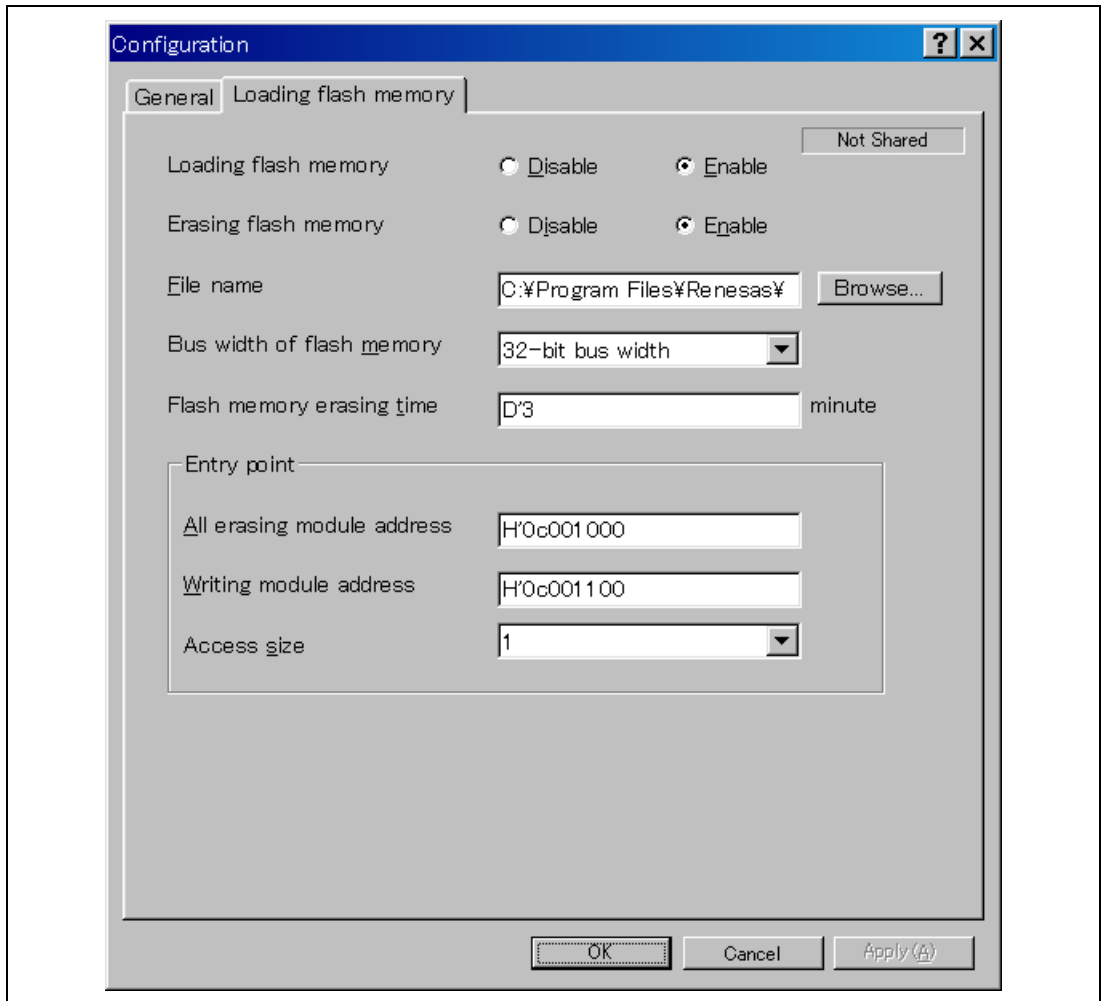 Configuration
General Loading flash memory
Not Shared
Loading flash memory Disable Enable
Erasing flash memory Disable Enable
File name C:¥Program Files¥Renesas¥ Browse...
Bus width of flash memory 32-bit bus width
Flash memory erasing time D'3 minute
Entry point
All erasing module address H'0c001000
Writing module address H'0c001100
Access size 1
OK Cancel Apply(A)